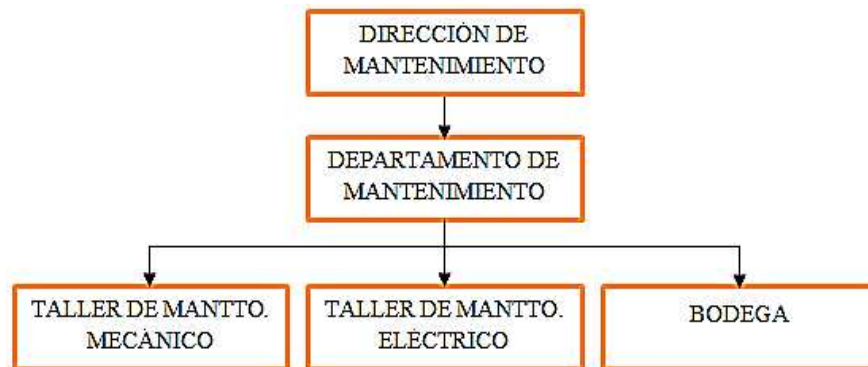 DIRECCIÓN DE
MANTENIMIENTO
DEPARTAMENTO DE
MANTENIMIENTO
TALLER DE MANTTO.
MECÁNICO
TALLER DE MANTTO.
ELÉCTRICO
BODEGA